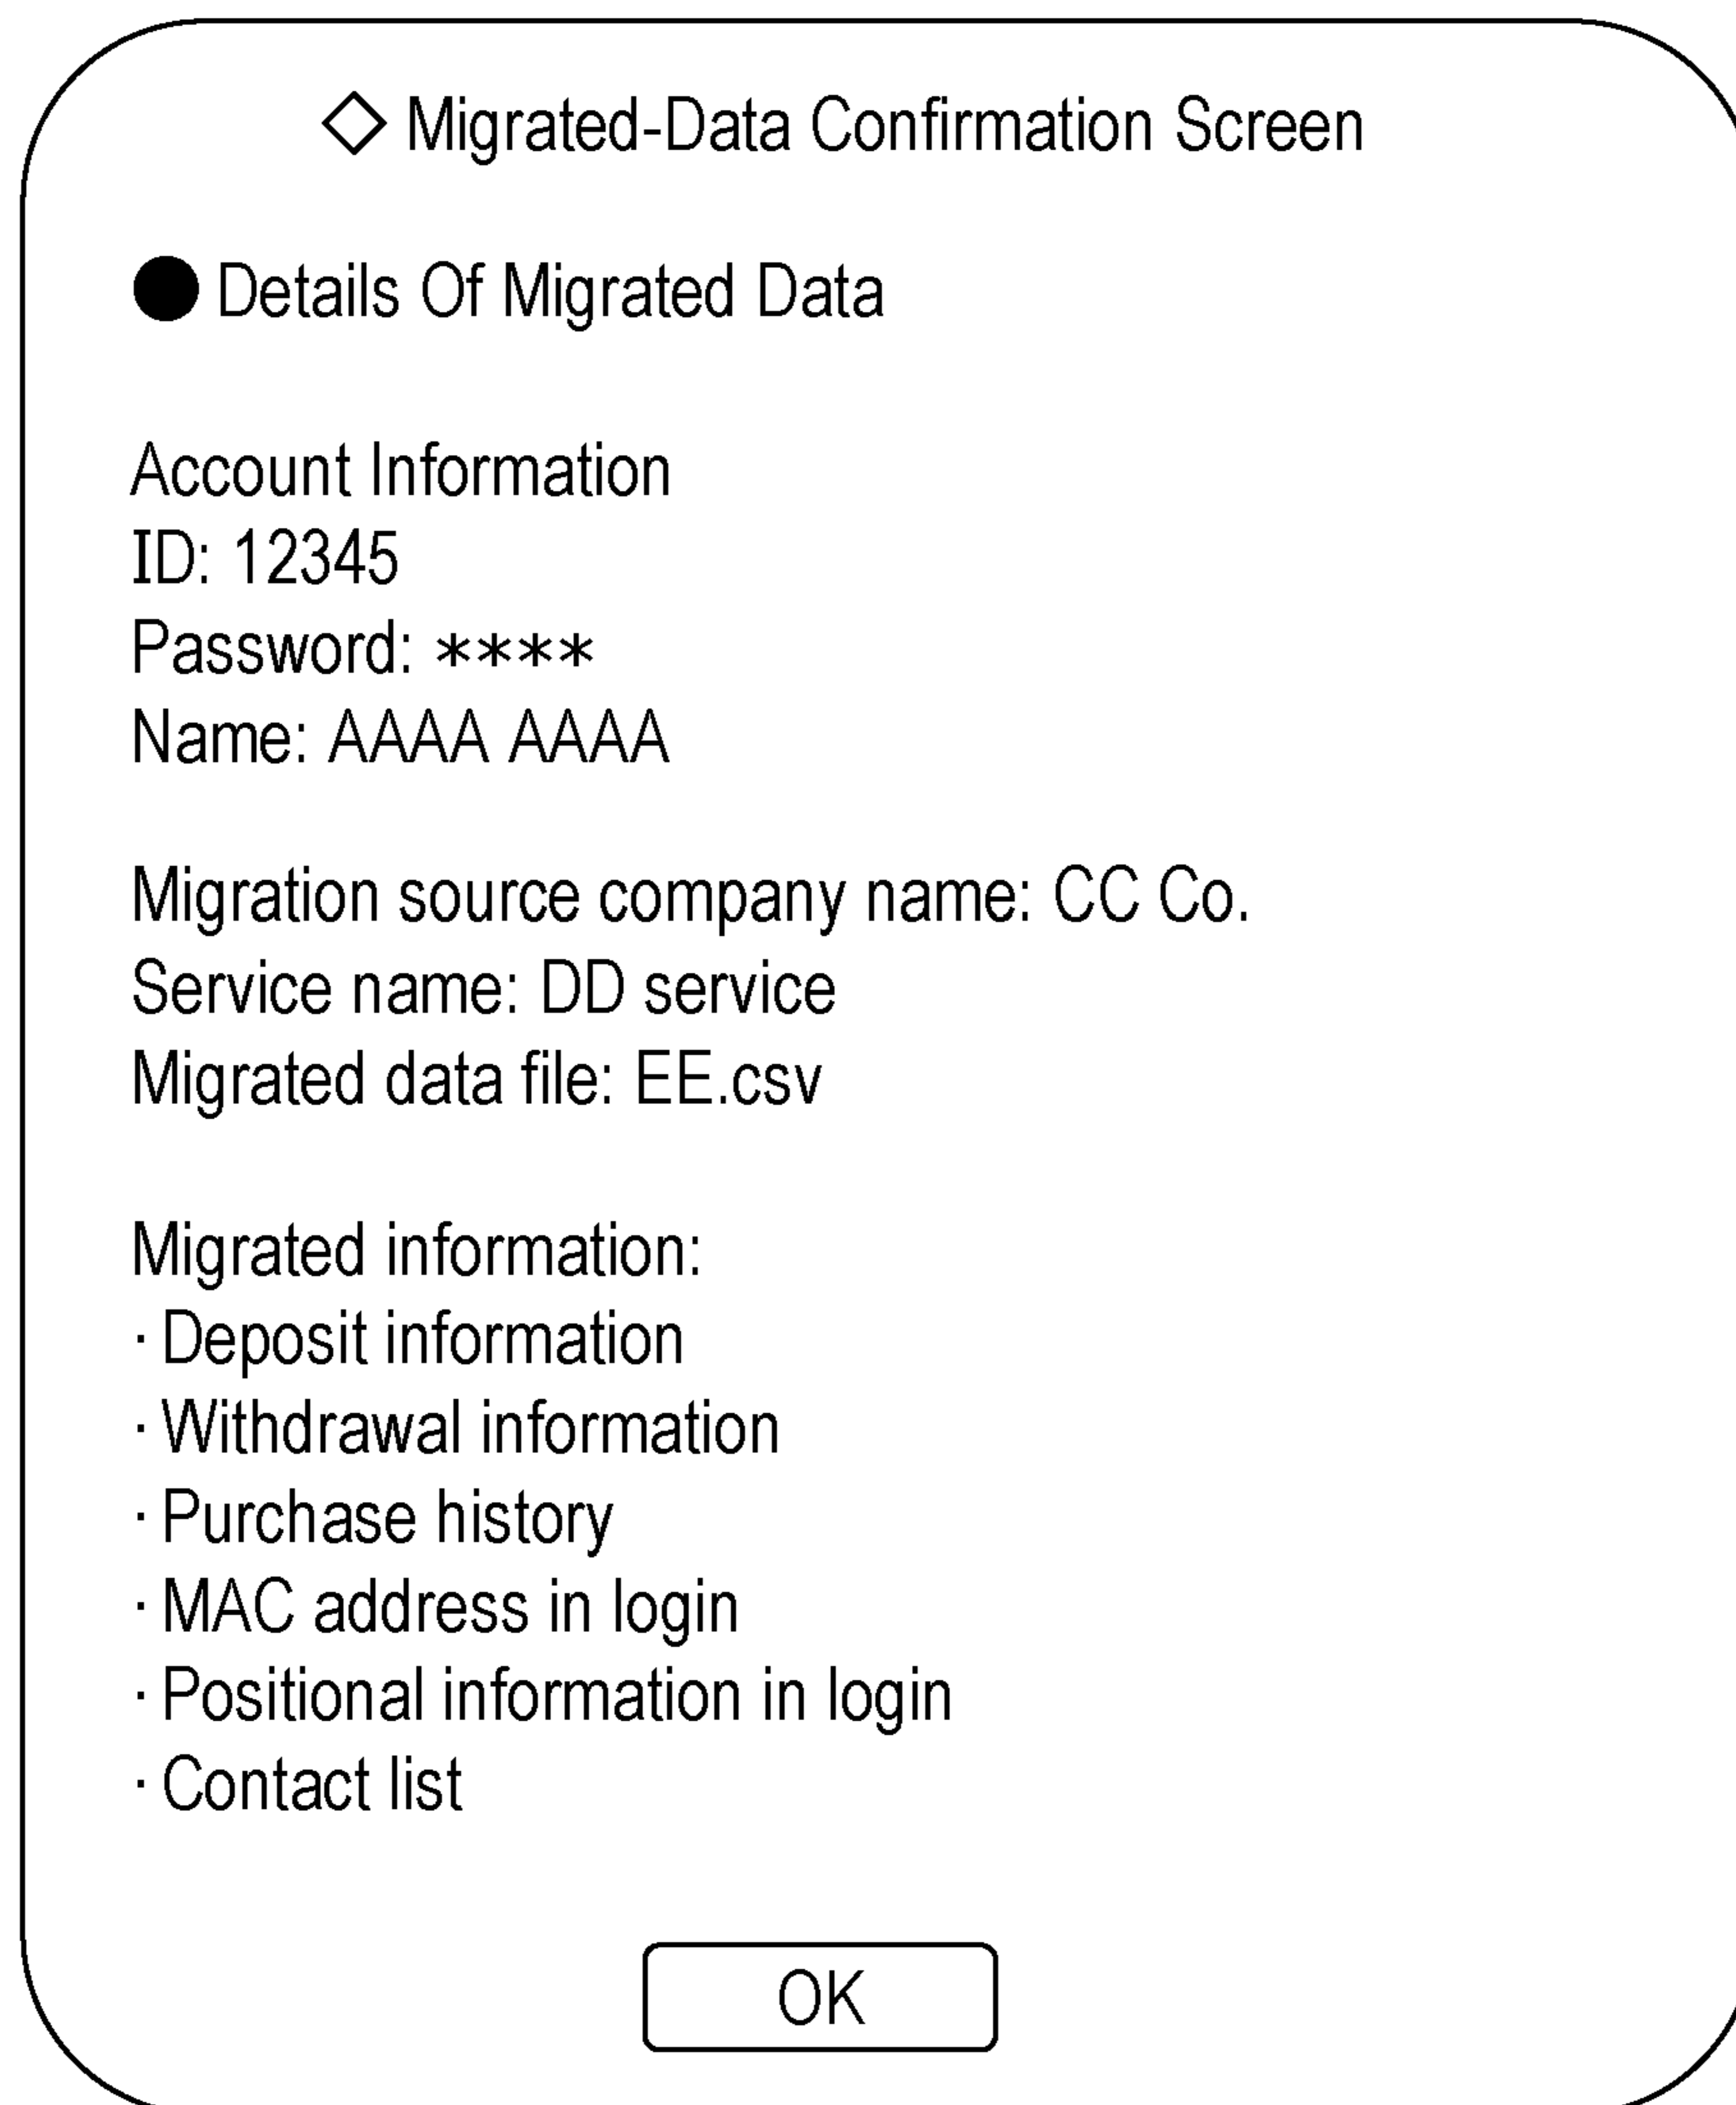 ◇ Migrated-Data Confirmation Screen
● Details Of Migrated Data
Account Information
ID: 12345
Password: ****
Name: AAAA AAAA
Migration source company name: CC Co.
Service name: DD service
Migrated data file: EE.csv
Migrated information:
· Deposit information
· Withdrawal information
· Purchase history
· MAC address in login
· Positional information in login
· Contact list
OK